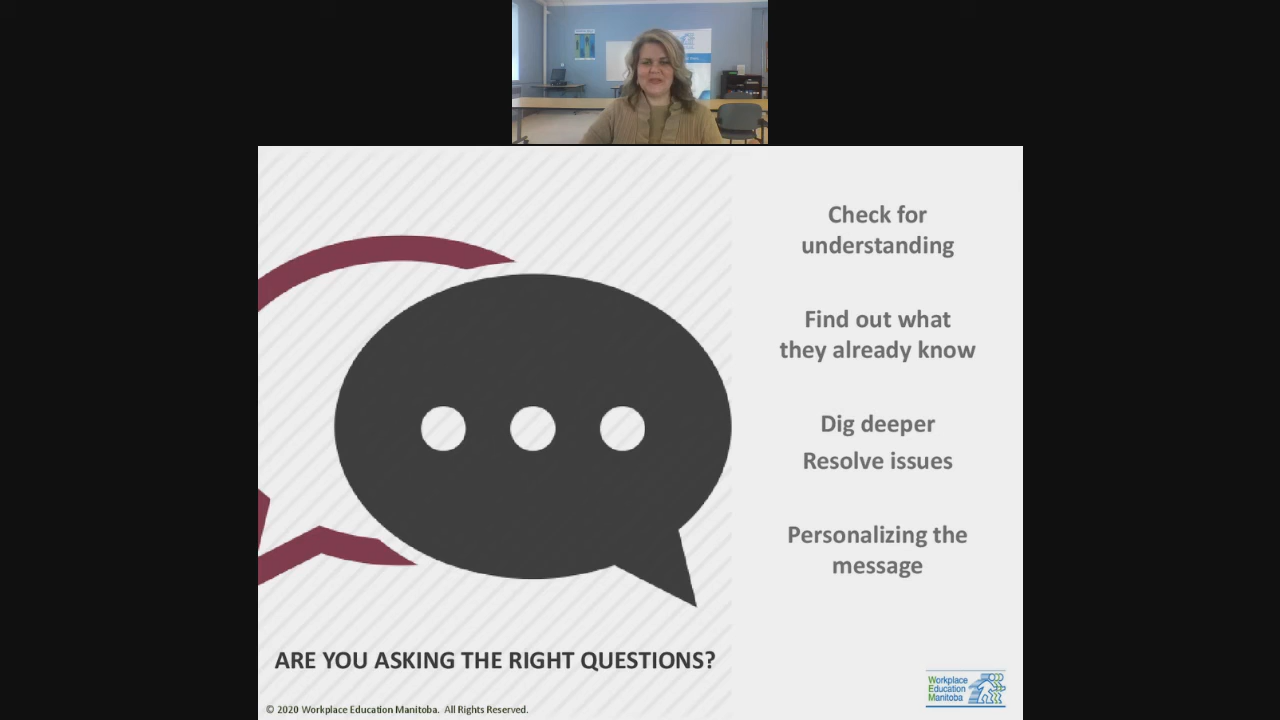 Check for
understanding
Find out what
they already know
Dig deeper
Resolve issues
Personalizing the
message
ARE YOU ASKING THE RIGHT QUESTIONS?
Workplace
Education
Manitoba
© 2020 Workplace Education Manitoba. All Rights Reserved.